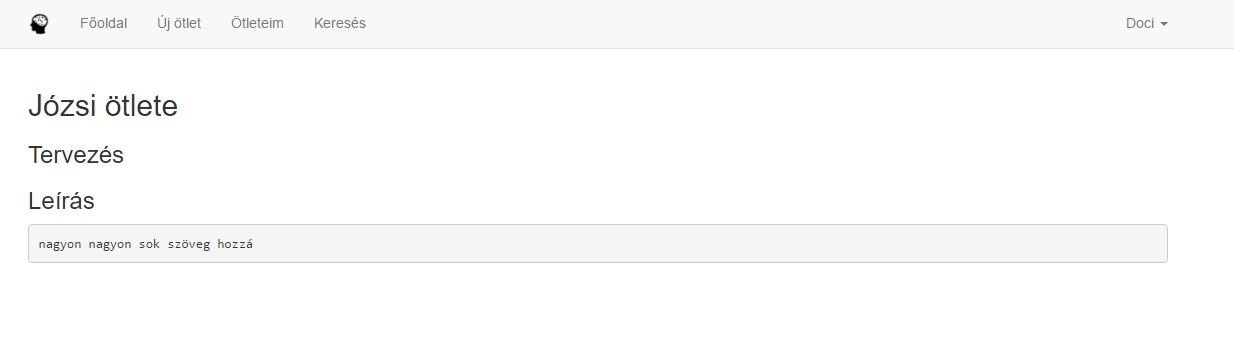 Főoldal Új ötlet Ötleteim Keresés Doci
Józsi ötlete
Tervezés
Leírás
nagyon nagyon sok szöveg hozzá